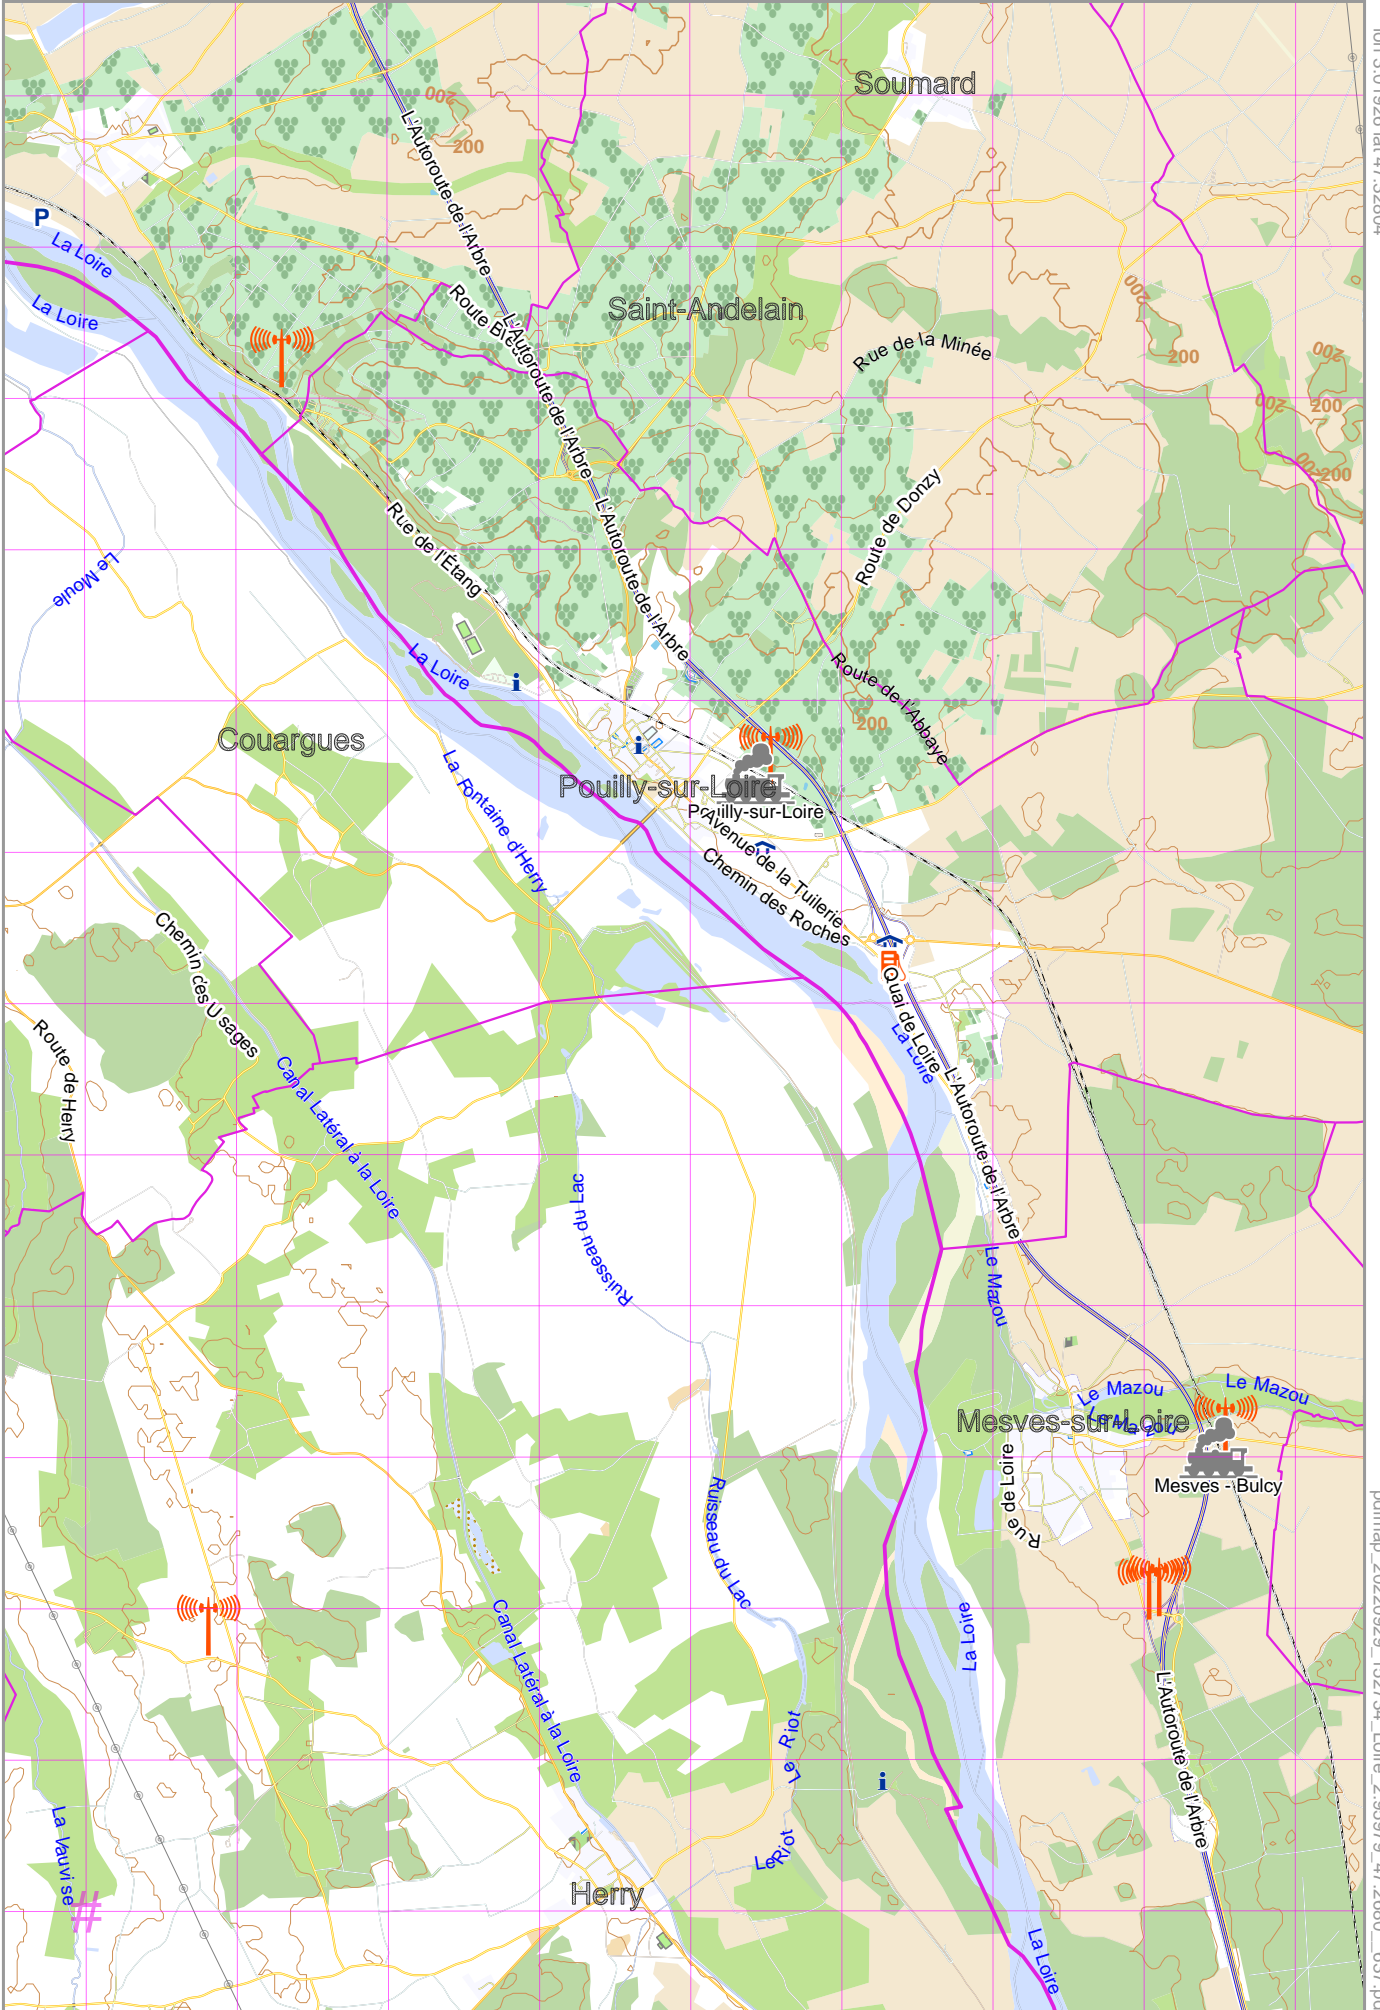 Soumard
200
200
L'Autoroute de l'Arbre
P
La Loire
La Loire
Route Bleue
Saint-Andelain
L'Autoroute de l'Arbre
Rue de la Minée
200
200
200
200
200
200
Route de Donzy
Rue de l'Étang
L'Autoroute de l'Arbre
Le Moule
La Loire
i
Route de l'Abbaye
200
Couargues
La Fontaine d'Herry
i
Pouilly-sur-Loire
Pouilly-sur-Loire
Avenue de la Tuilerie
Chemin des Roches
Chemin des Usages
Quai de Loire
La Loire
Route de Herry
Canal Latéral à la Loire
L'Autoroute de l'Arbre
Ruisseau du Lac
Le Mazou
Le Mazou
Le Mazou
Le Mazou
Mesves-sur-Loire
Rue de Loire
Mesves - Bulcy
Ruisseau du Lac
La Loire
Canal Latéral à la Loire
L'Autoroute de l'Arbre
Le Riot
i
Le Riot
La Vauvise
#
Herry
La Loire